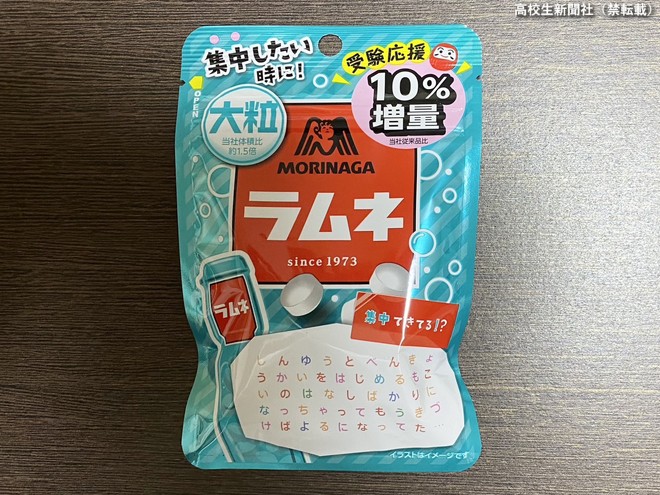 高校生新聞社（禁転載）
集中したい
時に！
受験応援
10%
増量
当社従来品比
OPEN
大粒
当社体積比
約1.5倍
MORINAGA
ラムネ
since 1973
ラムネ
集中できてる!?
しんゆうとべんきょ
うかいをはじめるもこ
いのはなしばかりに
なっちゃってもうきづ
けばよるになってた…
イラストはイメージです